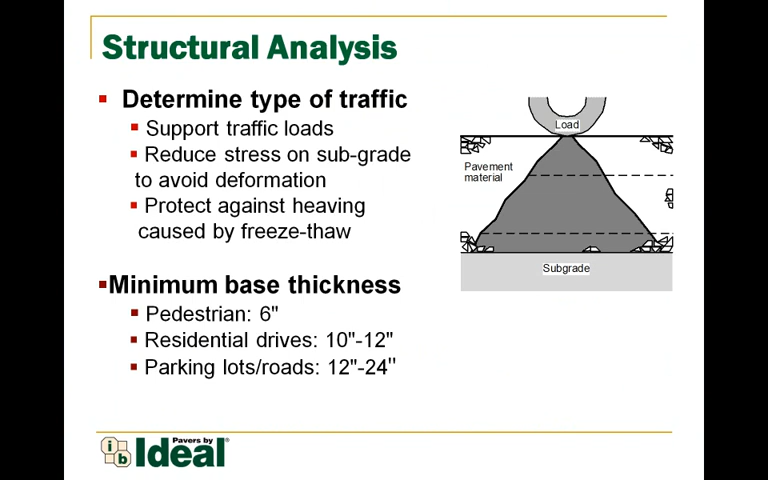 Structural Analysis
Determine type of traffic
Support traffic loads
Reduce stress on sub-grade
to avoid deformation
Protect against heaving
caused by freeze-thaw
Minimum base thickness
Pedestrian: 6"
Residential drives: 10"-12"
Parking lots/roads: 12"-24"
Load
Pavement
material
Subgrade
i
b
Pavers by
Ideal®